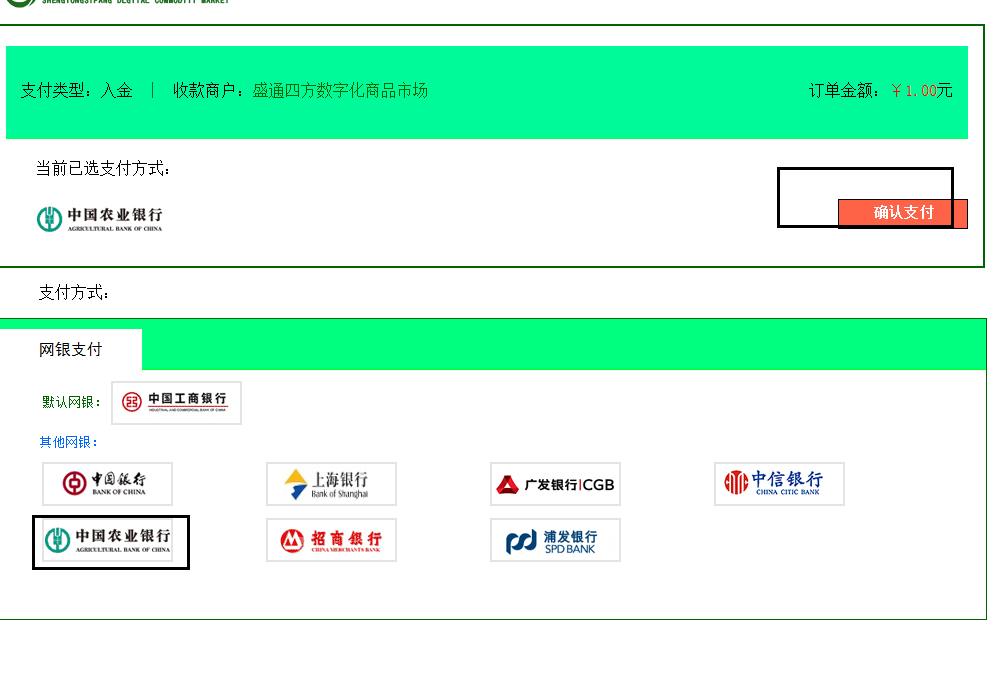 SHENGTONGSIFANG DIGITAL COMMODITY MARKET
支付类型：入金 ｜ 收款商户：盛通四方数字化商品市场 订单金额：￥1.00元
当前已选支付方式：
中国农业银行
AGRICULTURAL BANK OF CHINA
确认支付
支付方式：
网银支付
默认网银： 中国工商银行
INDUSTRIAL AND COMMERCIAL BANK OF CHINA
其他网银：
中国银行
BANK OF CHINA
上海银行
Bank of Shanghai
广发银行|CGB
中信银行
CHINA CITIC BANK
中国农业银行
AGRICULTURAL BANK OF CHINA
招商银行
CHINA MERCHANTS BANK
浦发银行
SPD BANK